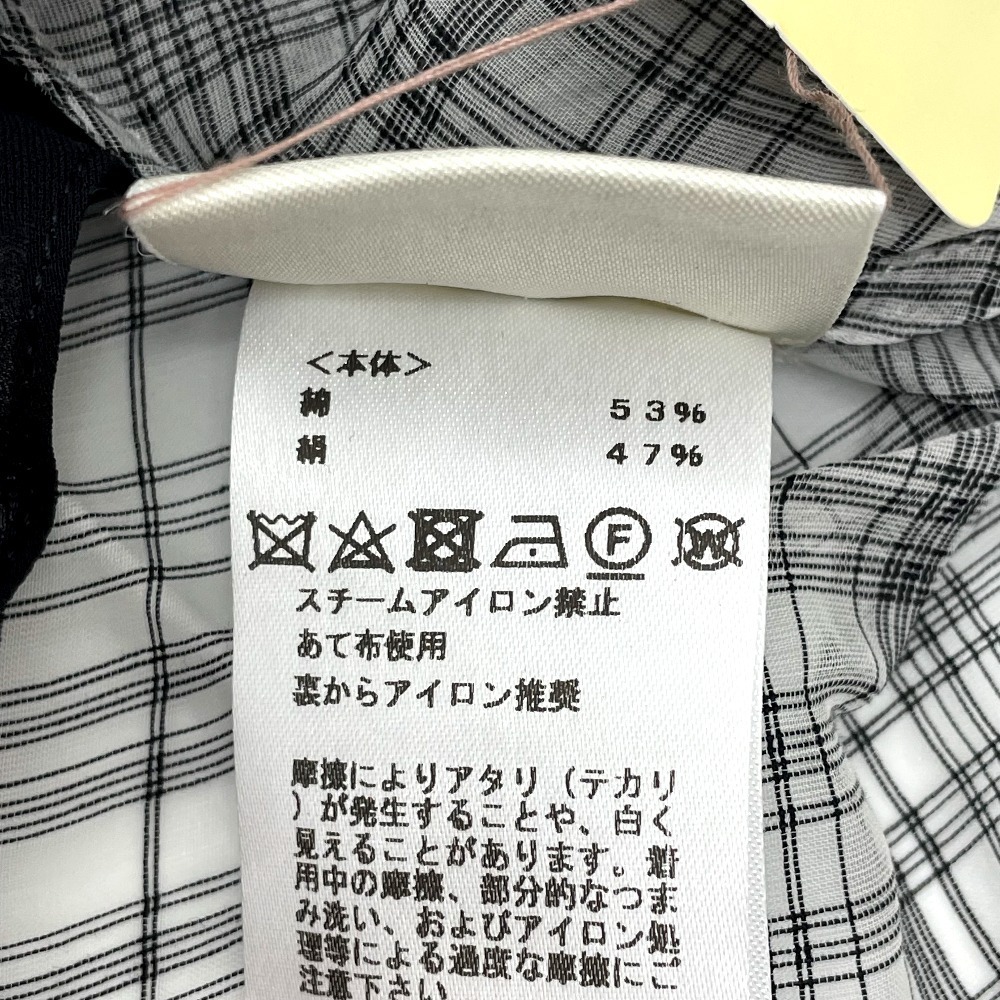 ＜本体＞
綿 53%
絹 47%
F
W
スチームアイロン禁止
あて布使用
裏からアイロン推奨
摩擦によりアタリ（テカリ
）が発生することや、白く
見えることがあります。着
用中の摩擦、部分的なつま
み洗い、およびアイロン処
理等による過度な摩擦にご
注意下さい